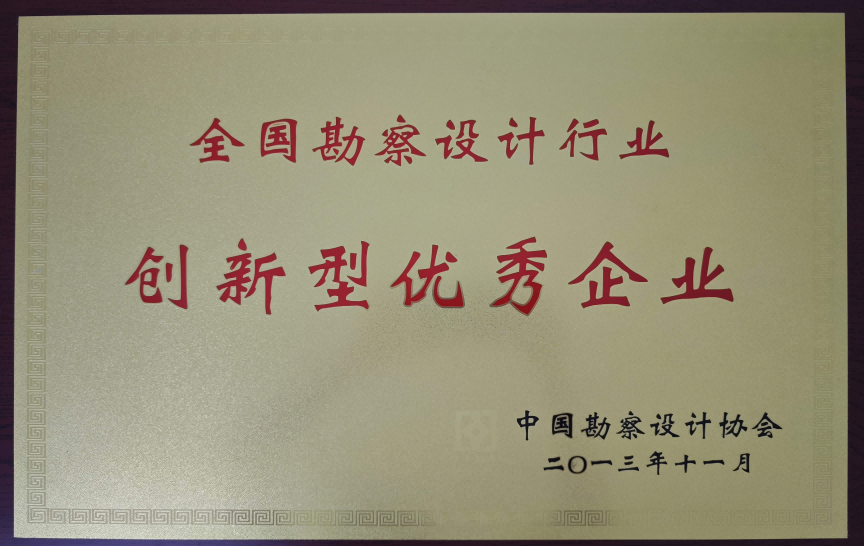 全国勘察设计行业
创新型优秀企业
中国勘察设计协会
二〇一三年十一月